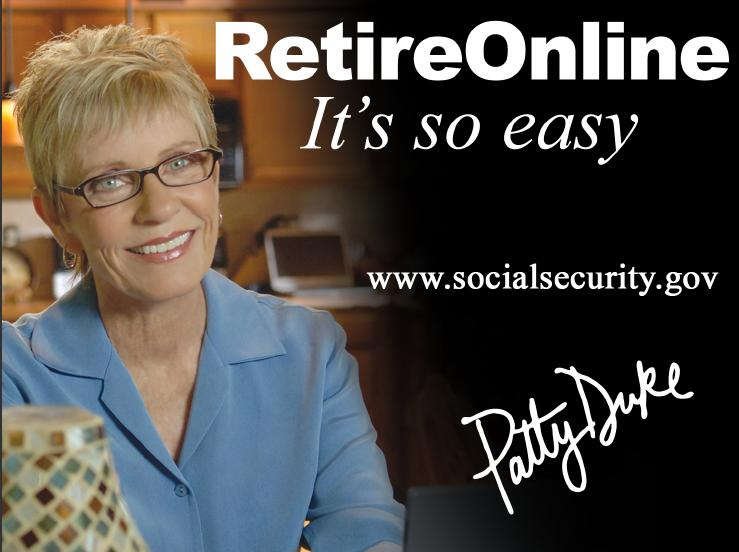 RetireOnline
It's so easy
www.socialsecurity.gov
Patty Duke